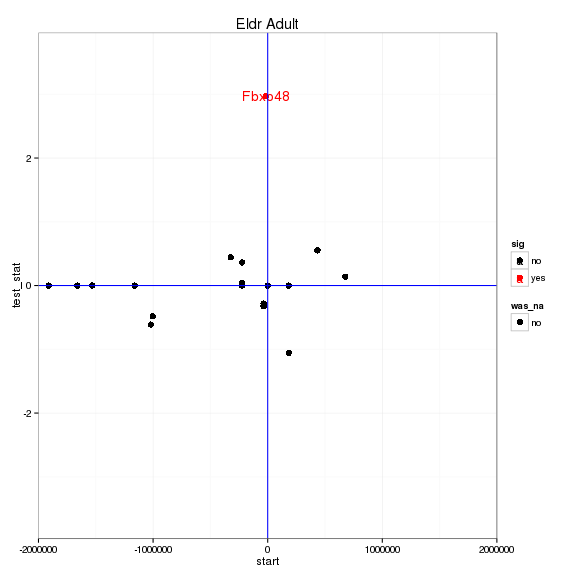 Eldr Adult
Fbxo48
2
0
-2
test_stat
-2000000 -1000000 0 1000000 2000000
start
sig
no
yes
was_na
no